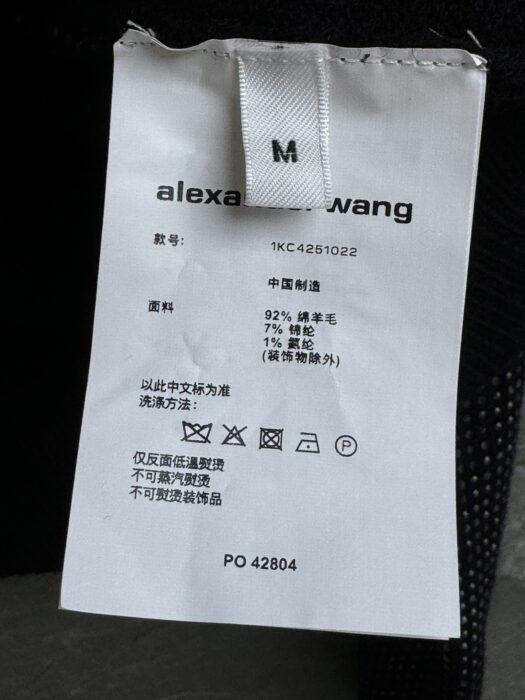 M
alexander wang
款号: 1KC4251022
中国制造
面料 92% 绵羊毛
7% 锦纶
1% 氨纶
(装饰物除外)
以此中文标为准
洗涤方法:
P
仅反面低温熨烫
不可蒸汽熨烫
不可熨烫装饰品
PO 42804